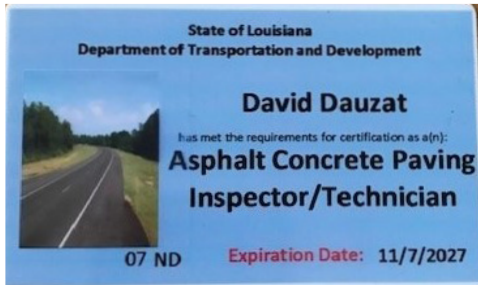 State of Louisiana
Department of Transportation and Development
David Dauzat
has met the requirements for certification as a(n):
Asphalt Concrete Paving
Inspector/Technician
07 ND
Expiration Date: 11/7/2027